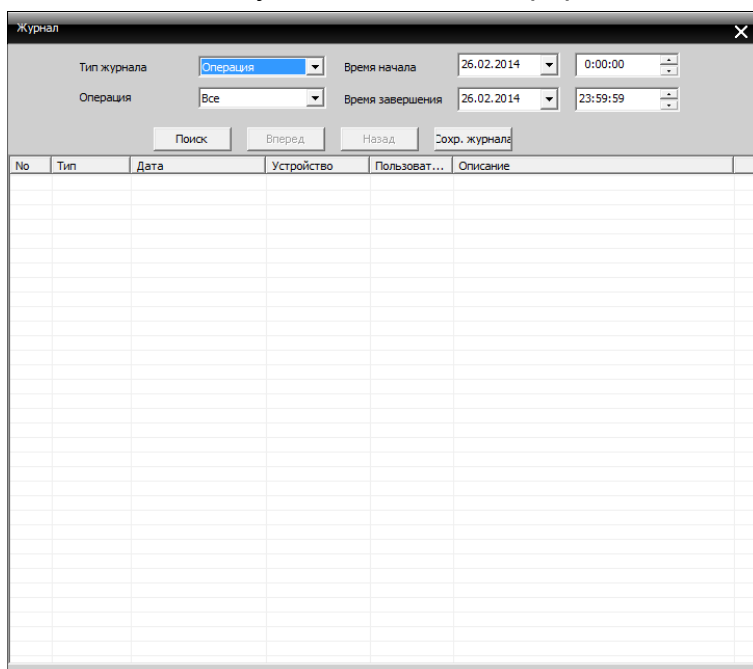 Журнал
Тип журнала Операция Время начала 26.02.2014 0:00:00
Операция Все Время завершения 26.02.2014 23:59:59
Поиск Вперед Назад Сохр. журнала
No Тип Дата Устройство Пользоват... Описание